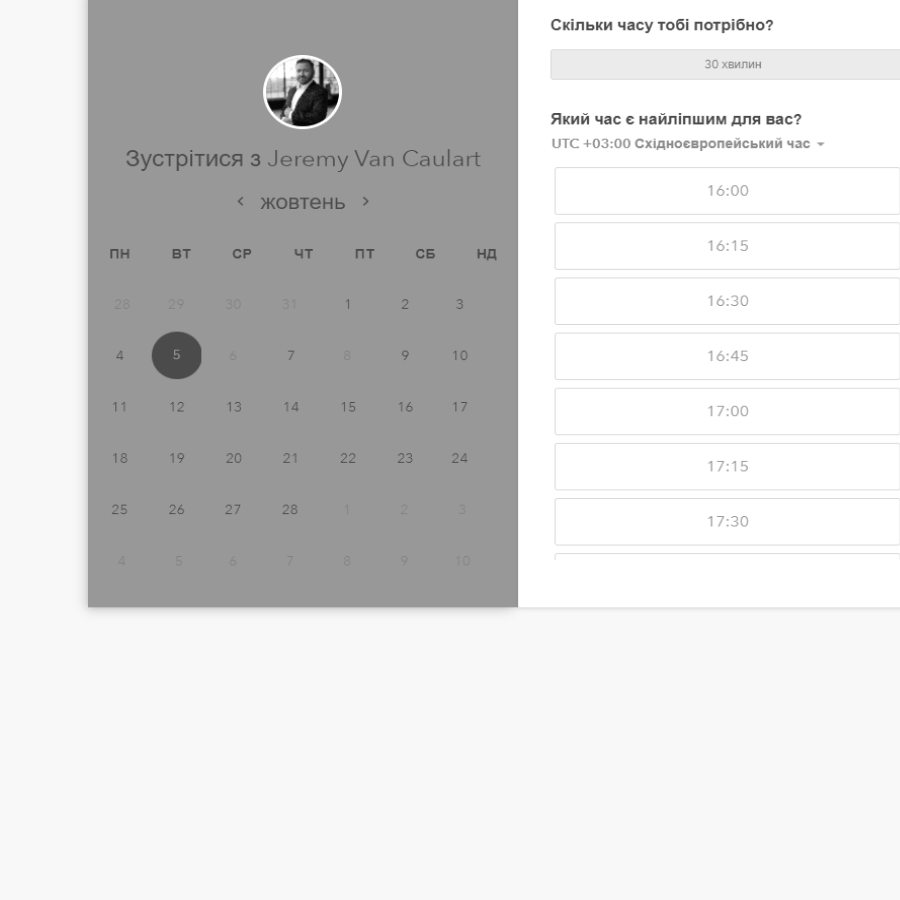 Зустрітися з Jeremy Van Caulart
‹ жовтень ›
ПН ВТ СР ЧТ ПТ СБ НД
28 29 30 31 1 2 3
4 5 6 7 8 9 10
11 12 13 14 15 16 17
18 19 20 21 22 23 24
25 26 27 28 1 2 3
4 5 6 7 8 9 10
Скільки часу тобі потрібно?
30 хвилин
Який час є найліпшим для вас?
UTC +03:00 Східноєвропейський час
16:00
16:15
16:30
16:45
17:00
17:15
17:30